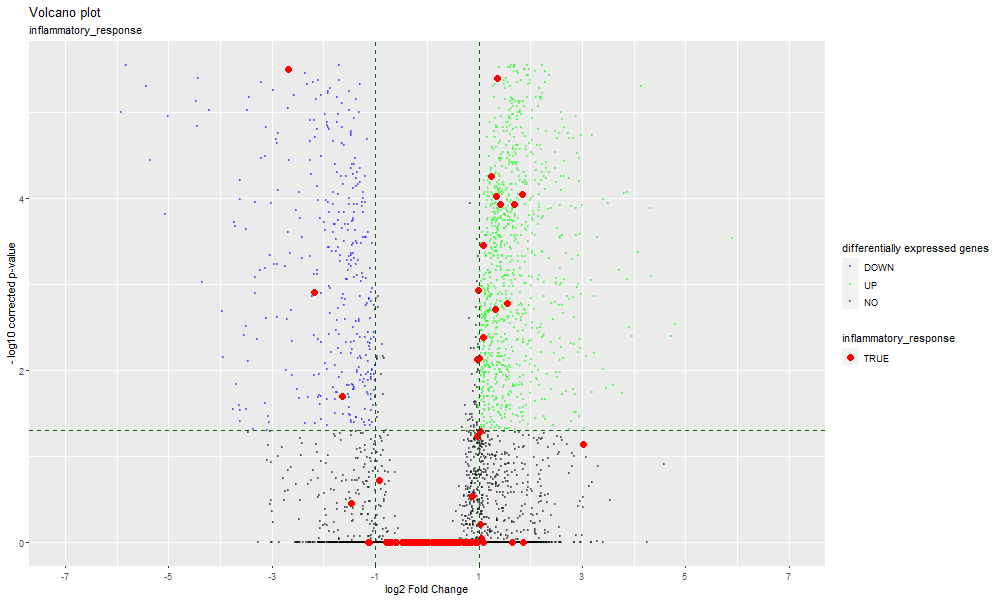 Volcano plot
inflammatory_response
- log10 corrected p-value
4
2
0
-7
-5
-3
-1
1
3
5
7
log2 Fold Change
differentially expressed genes
DOWN
UP
NO
inflammatory_response
TRUE